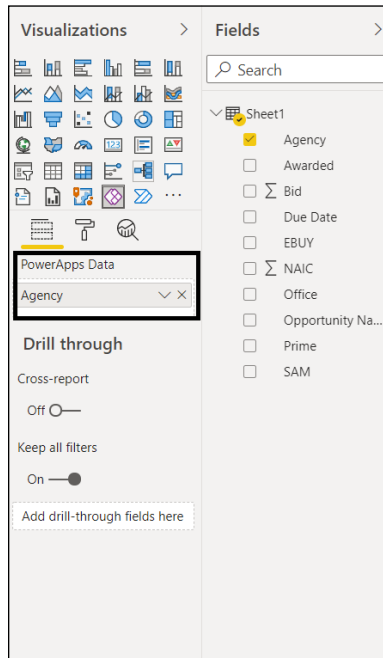 Visualizations
Fields
Search
Sheet1
Agency
Awarded
Bid
Due Date
EBUY
NAIC
Office
Opportunity Na...
Prime
SAM
123
PowerApps Data
Agency
Drill through
Cross-report
Off
Keep all filters
On
Add drill-through fields here